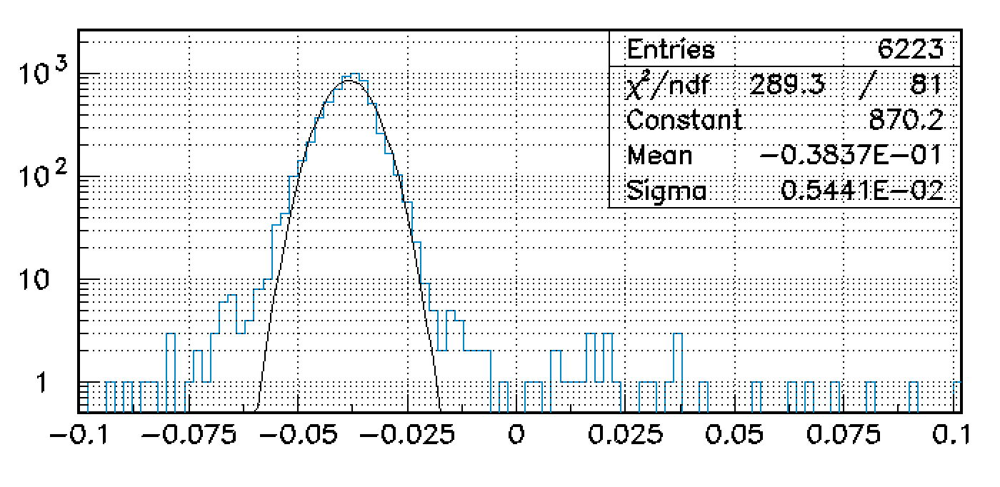 Entries 6223
χ²/ndf 289.3 / 81
Constant 870.2
Mean −0.3837E−01
Sigma 0.5441E−02
10³
10²
10
1
−0.1 −0.075 −0.05 −0.025 0 0.025 0.05 0.075 0.1